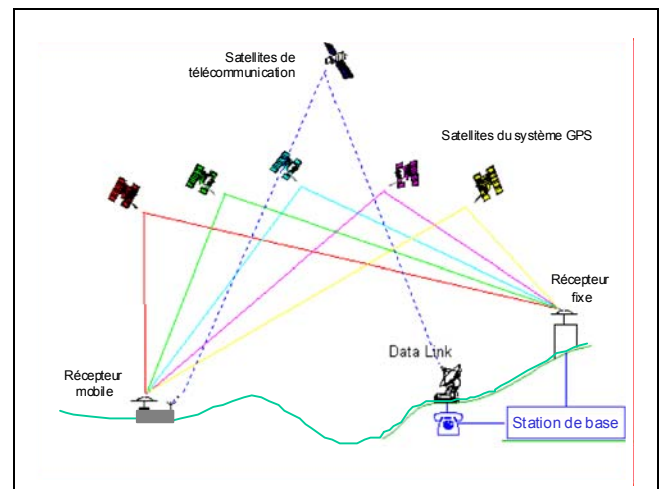 Satellites de
télécommunication
Satellites du système GPS
Récepteur
fixe
Data Link
Récepteur
mobile
Station de base